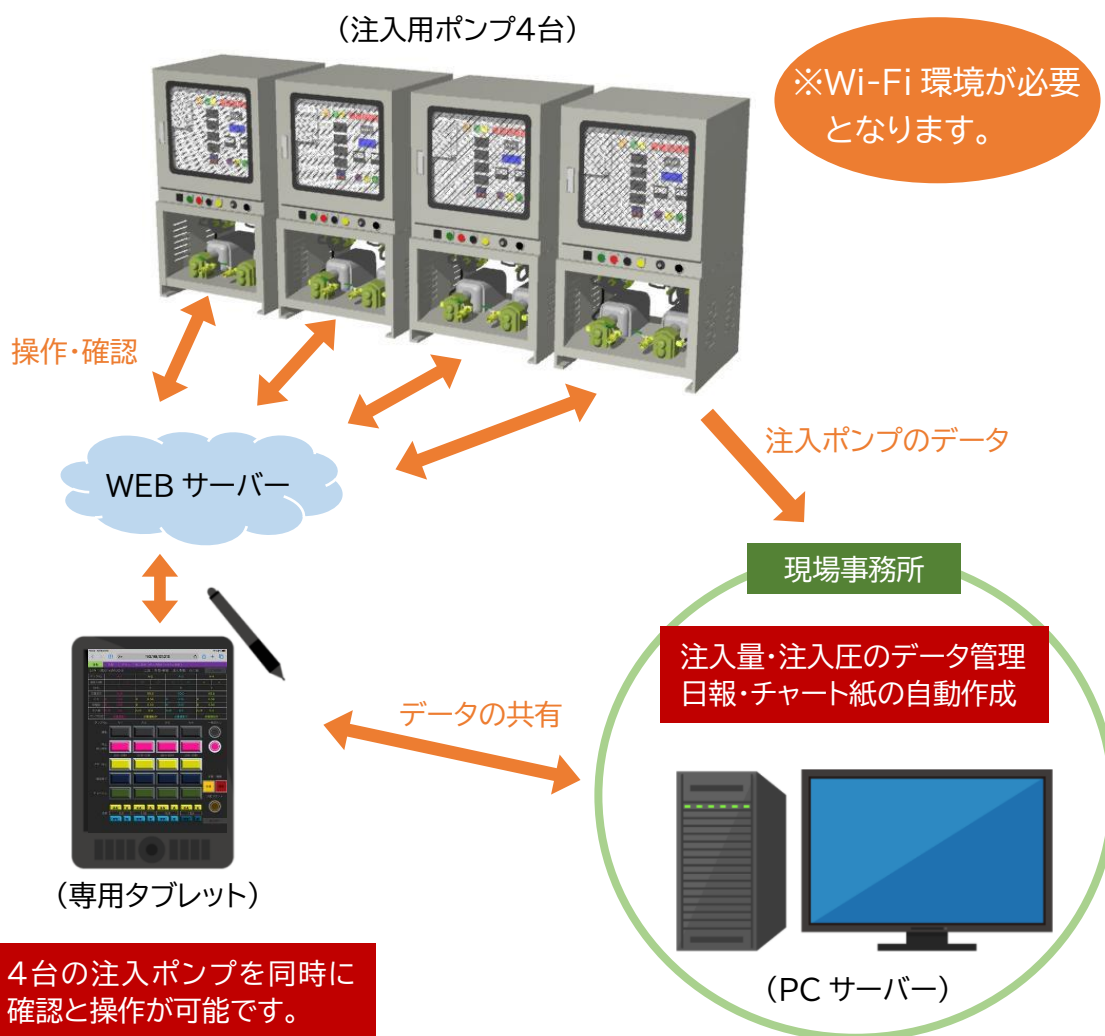 （注入用ポンプ4台）
※Wi-Fi 環境が必要
となります。
操作・確認
注入ポンプのデータ
WEB サーバー
現場事務所
注入量・注入圧のデータ管理
日報・チャート紙の自動作成
データの共有
（専用タブレット）
（PC サーバー）
4台の注入ポンプを同時に
確認と操作が可能です。